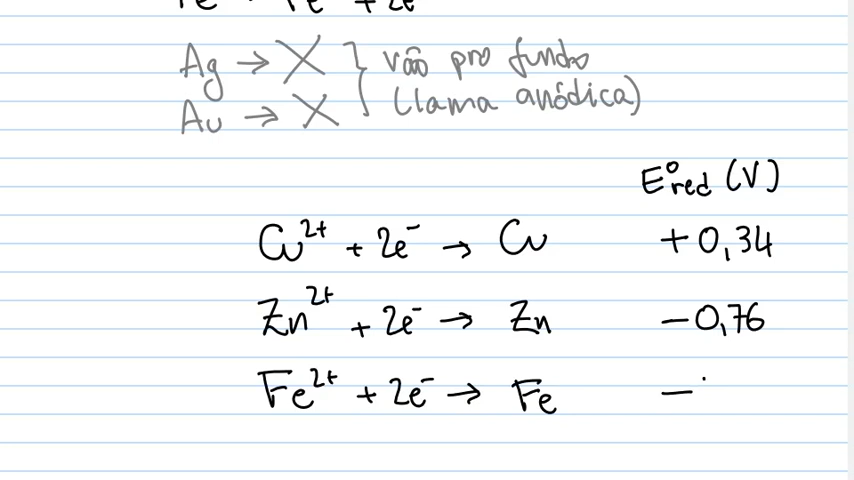 Ag → X } vão pro fundo
Au → X (lama anódica)
E°red (V)
Cu²⁺ + 2e⁻ → Cu +0,34
Zn²⁺ + 2e⁻ → Zn −0,76
Fe²⁺ + 2e⁻ → Fe −